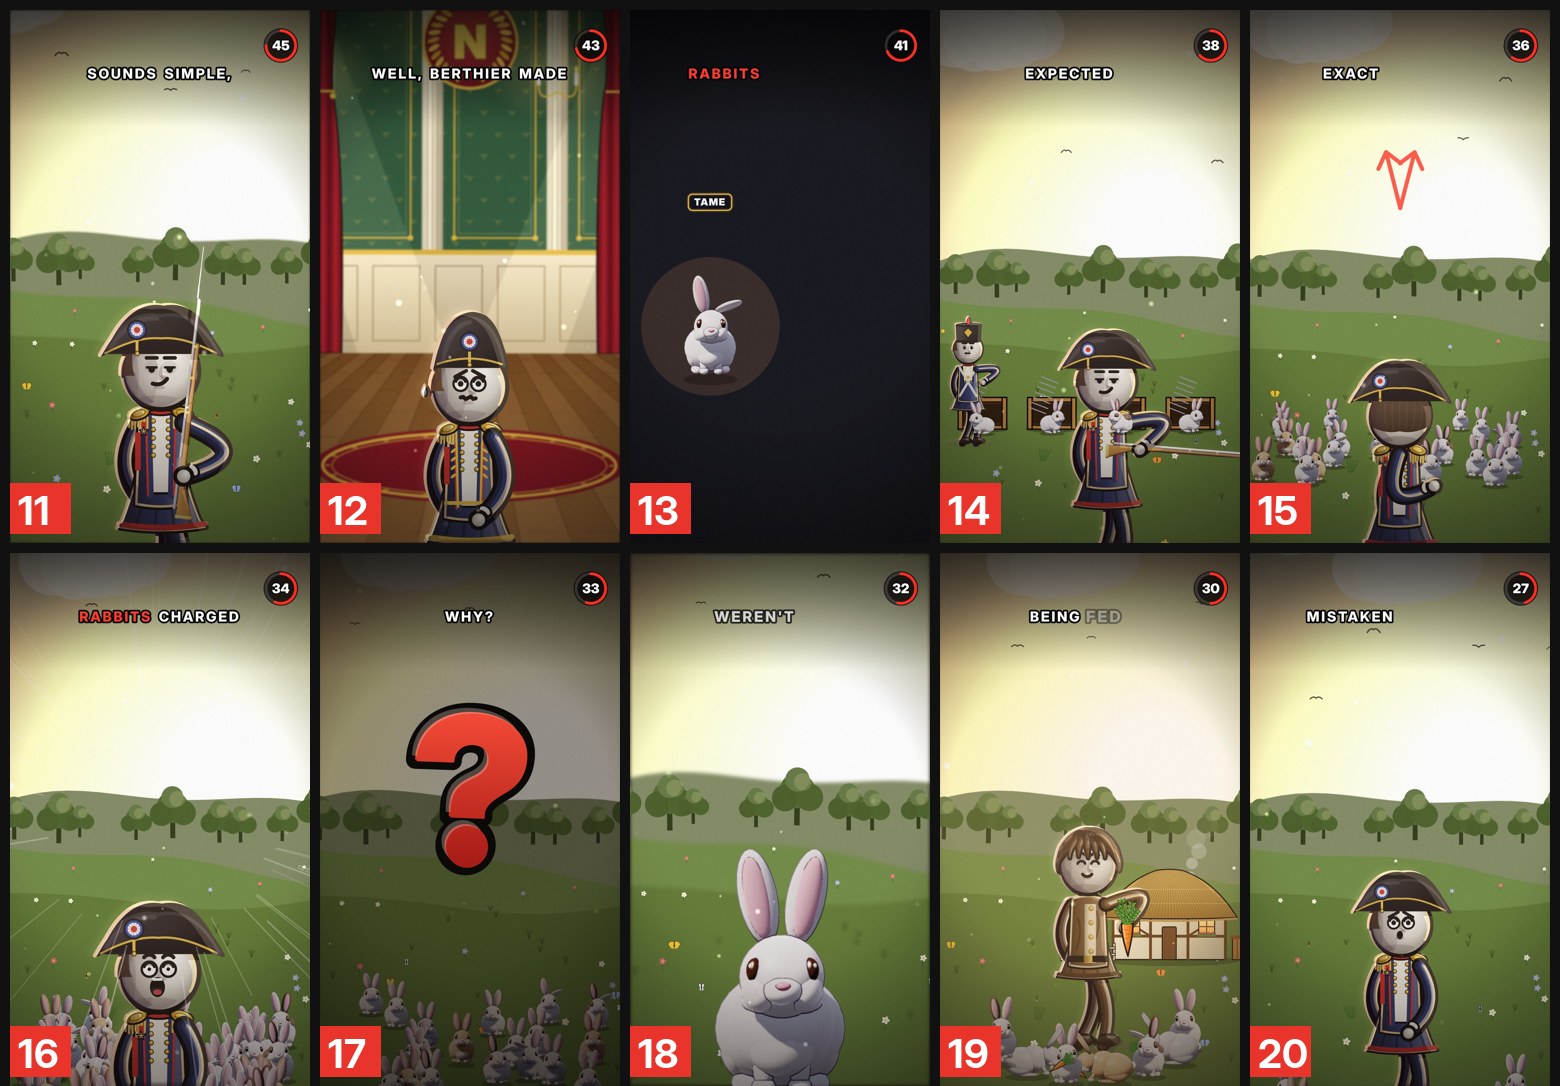 45
SOUNDS SIMPLE,
11
N
43
WELL, BERTHIER MADE
12
41
RABBITS
TAME
13
38
EXPECTED
14
36
EXACT
15
34
RABBITS CHARGED
16
33
WHY?
?
17
32
WEREN'T
18
30
BEING FED
19
27
MISTAKEN
20